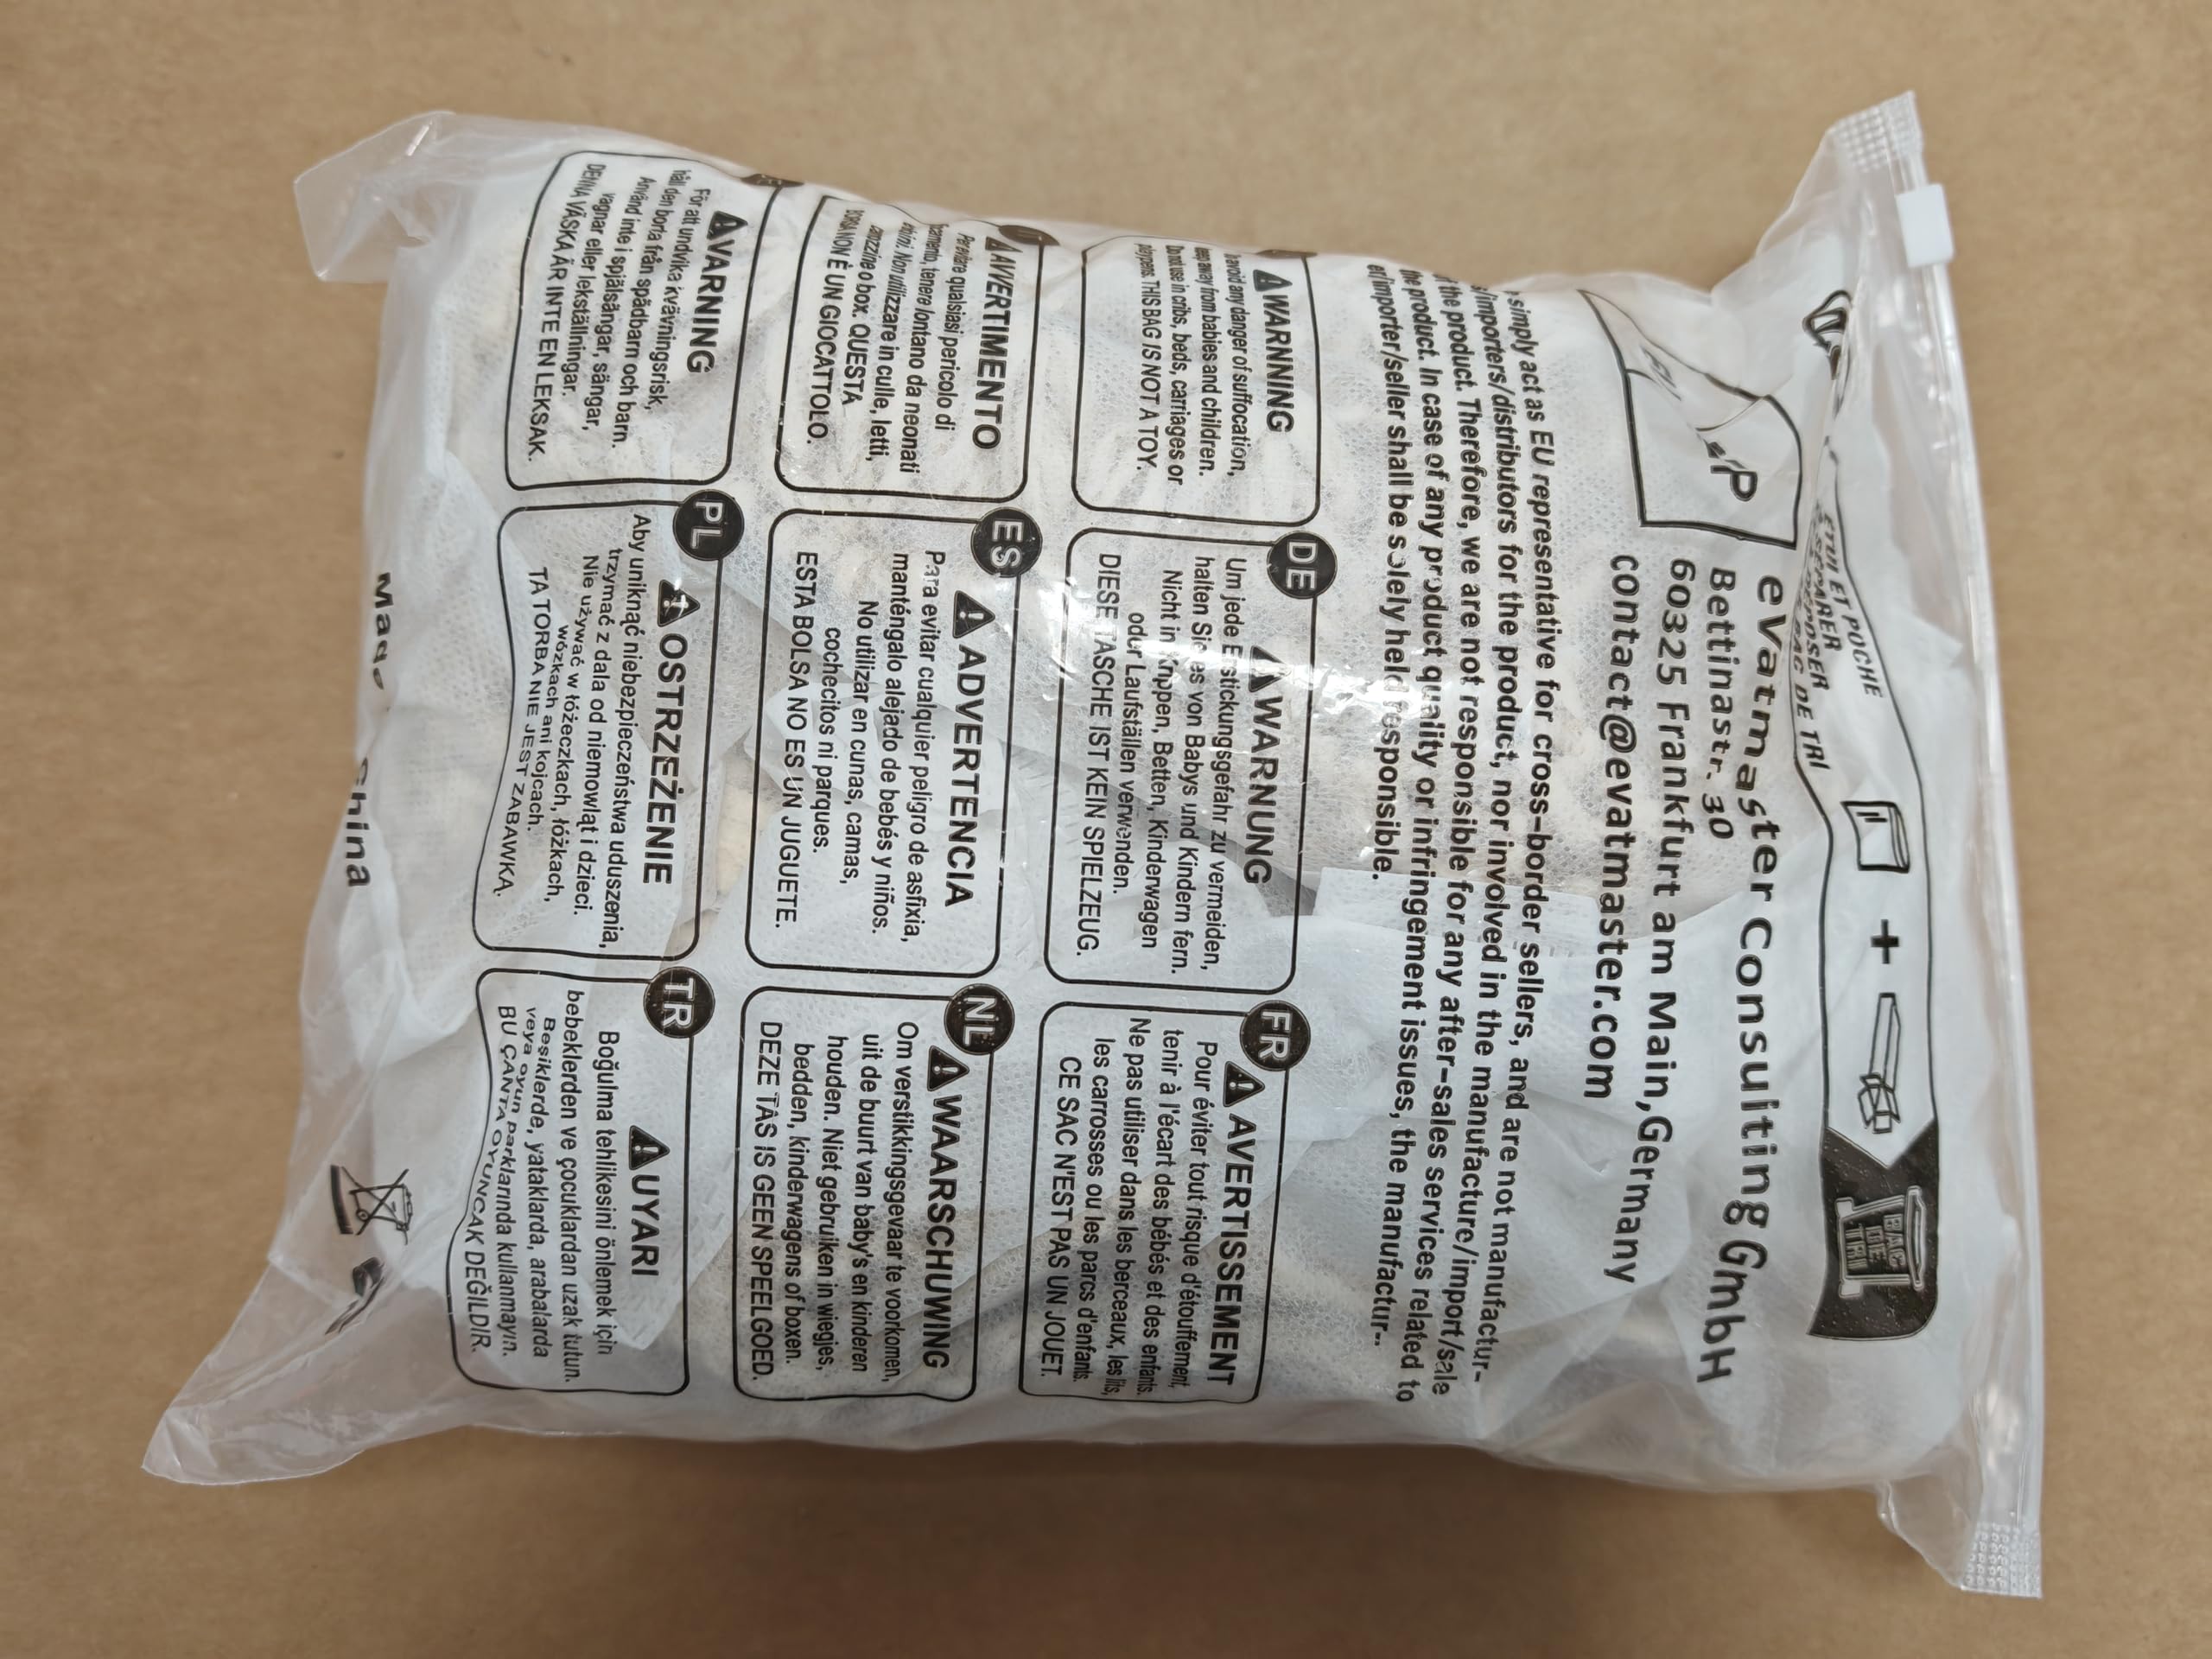 ETUI ET POCHE
À SÉPARER
BAC DE TRI
+
BAC
DE
TRI
eVatmaster Consulting GmbH
Bettinastr. 30
60325 Frankfurt am Main,Germany
contact@evatmaster.com
EP
simply act as EU representative for cross-border sellers, and are not manufactur-
/importers/distributors for the product, nor involved in the manufacture/import/sale
the product. Therefore, we are not responsible for any after-sales services related to
the product. In case of any product quality or infringement issues, the manufactur-
er/importer/seller shall be solely held responsible.
WARNING
avoid any danger of suffocation,
away from babies and children.
Do not use in cribs, beds, carriages or
playpens. THIS BAG IS NOT A TOY.
DE
WARNUNG
Um jede Erstickungsgefahr zu vermeiden,
halten Sie es von Babys und Kindern fern.
Nicht in Krippen, Betten, Kinderwagen
oder Laufställen verwenden.
DIESE TASCHE IST KEIN SPIELZEUG.
FR
AVERTISSEMENT
Pour éviter tout risque d'étouffement,
tenir à l'écart des bébés et des enfants.
Ne pas utiliser dans les berceaux, les lits,
les carrosses ou les parcs d'enfants.
CE SAC N'EST PAS UN JOUET.
AVVERTIMENTO
Per evitare qualsiasi pericolo di
tenere lontano da neonati
Non utilizzare in culle, letti,
carrozzine o box. QUESTA
BORSA NON È UN GIOCATTOLO.
ES
ADVERTENCIA
Para evitar cualquier peligro de asfixia,
manténgalo alejado de bebés y niños.
No utilizar en cunas, camas,
cochecitos ni parques.
ESTA BOLSA NO ES UN JUGUETE.
NL
WAARSCHUWING
Om verstikkingsgevaar te voorkomen,
uit de buurt van baby's en kinderen
houden. Niet gebruiken in wiegjes,
bedden, kinderwagens of boxen.
DEZE TAS IS GEEN SPEELGOED.
VARNING
För att undvika kvävningsrisk,
håll den borta från spädbarn och barn.
Använd inte i spjälsängar, sängar,
vagnar eller lekställningar.
DENNA VÄSKA ÄR INTE EN LEKSAK.
PL
OSTRZEŻENIE
Aby uniknąć niebezpieczeństwa uduszenia,
trzymać z dala od niemowląt i dzieci.
Nie używać w łóżeczkach, łóżkach,
wózkach ani kojcach.
TA TORBA NIE JEST ZABAWKĄ.
TR
UYARI
Boğulma tehlikesini önlemek için
bebeklerden ve çocuklardan uzak tutun.
Beşiklerde, yataklarda, arabalarda
veya oyun parklarında kullanmayın.
BU ÇANTA OYUNCAK DEĞİLDİR.
Made China